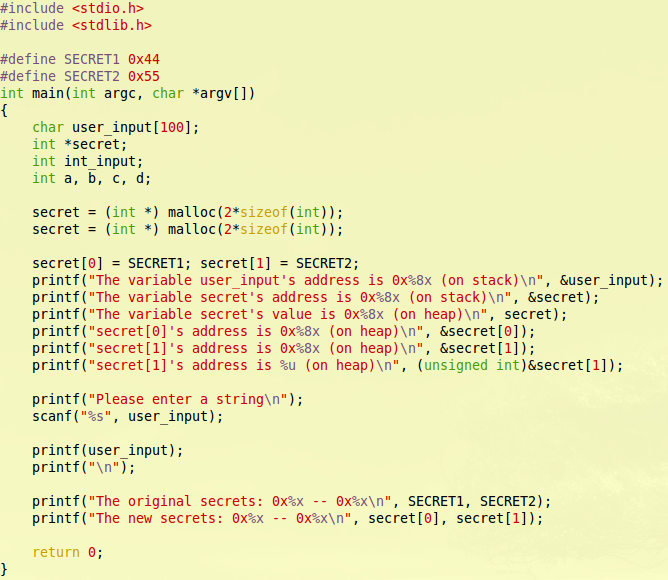 #include <stdio.h>
#include <stdlib.h>
#define SECRET1 0x44
#define SECRET2 0x55
int main(int argc, char *argv[])
{
    char user_input[100];
    int *secret;
    int int_input;
    int a, b, c, d;
    secret = (int *) malloc(2*sizeof(int));
    secret = (int *) malloc(2*sizeof(int));
    secret[0] = SECRET1; secret[1] = SECRET2;
    printf("The variable user_input's address is 0x%8x (on stack)\n", &user_input);
    printf("The variable secret's address is 0x%8x (on stack)\n", &secret);
    printf("The variable secret's value is 0x%8x (on heap)\n", secret);
    printf("secret[0]'s address is 0x%8x (on heap)\n", &secret[0]);
    printf("secret[1]'s address is 0x%8x (on heap)\n", &secret[1]);
    printf("secret[1]'s address is %u (on heap)\n", (unsigned int)&secret[1]);
    printf("Please enter a string\n");
    scanf("%s", user_input);
    printf(user_input);
    printf("\n");
    printf("The original secrets: 0x%x -- 0x%x\n", SECRET1, SECRET2);
    printf("The new secrets: 0x%x -- 0x%x\n", secret[0], secret[1]);
    return 0;
}